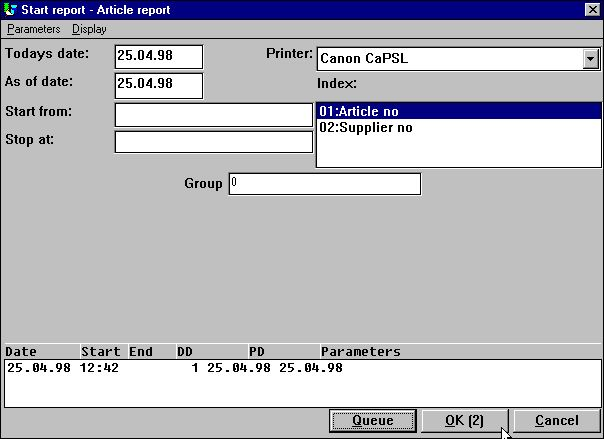 Start report - Article report
Parameters Display
Todays date: 25.04.98 Printer: Canon CaPSL
As of date: 25.04.98 Index:
Start from: 01:Article no
02:Supplier no
Stop at:
Group 0
Date Start End DD PD Parameters
25.04.98 12:42 1 25.04.98 25.04.98
Queue OK (2) Cancel